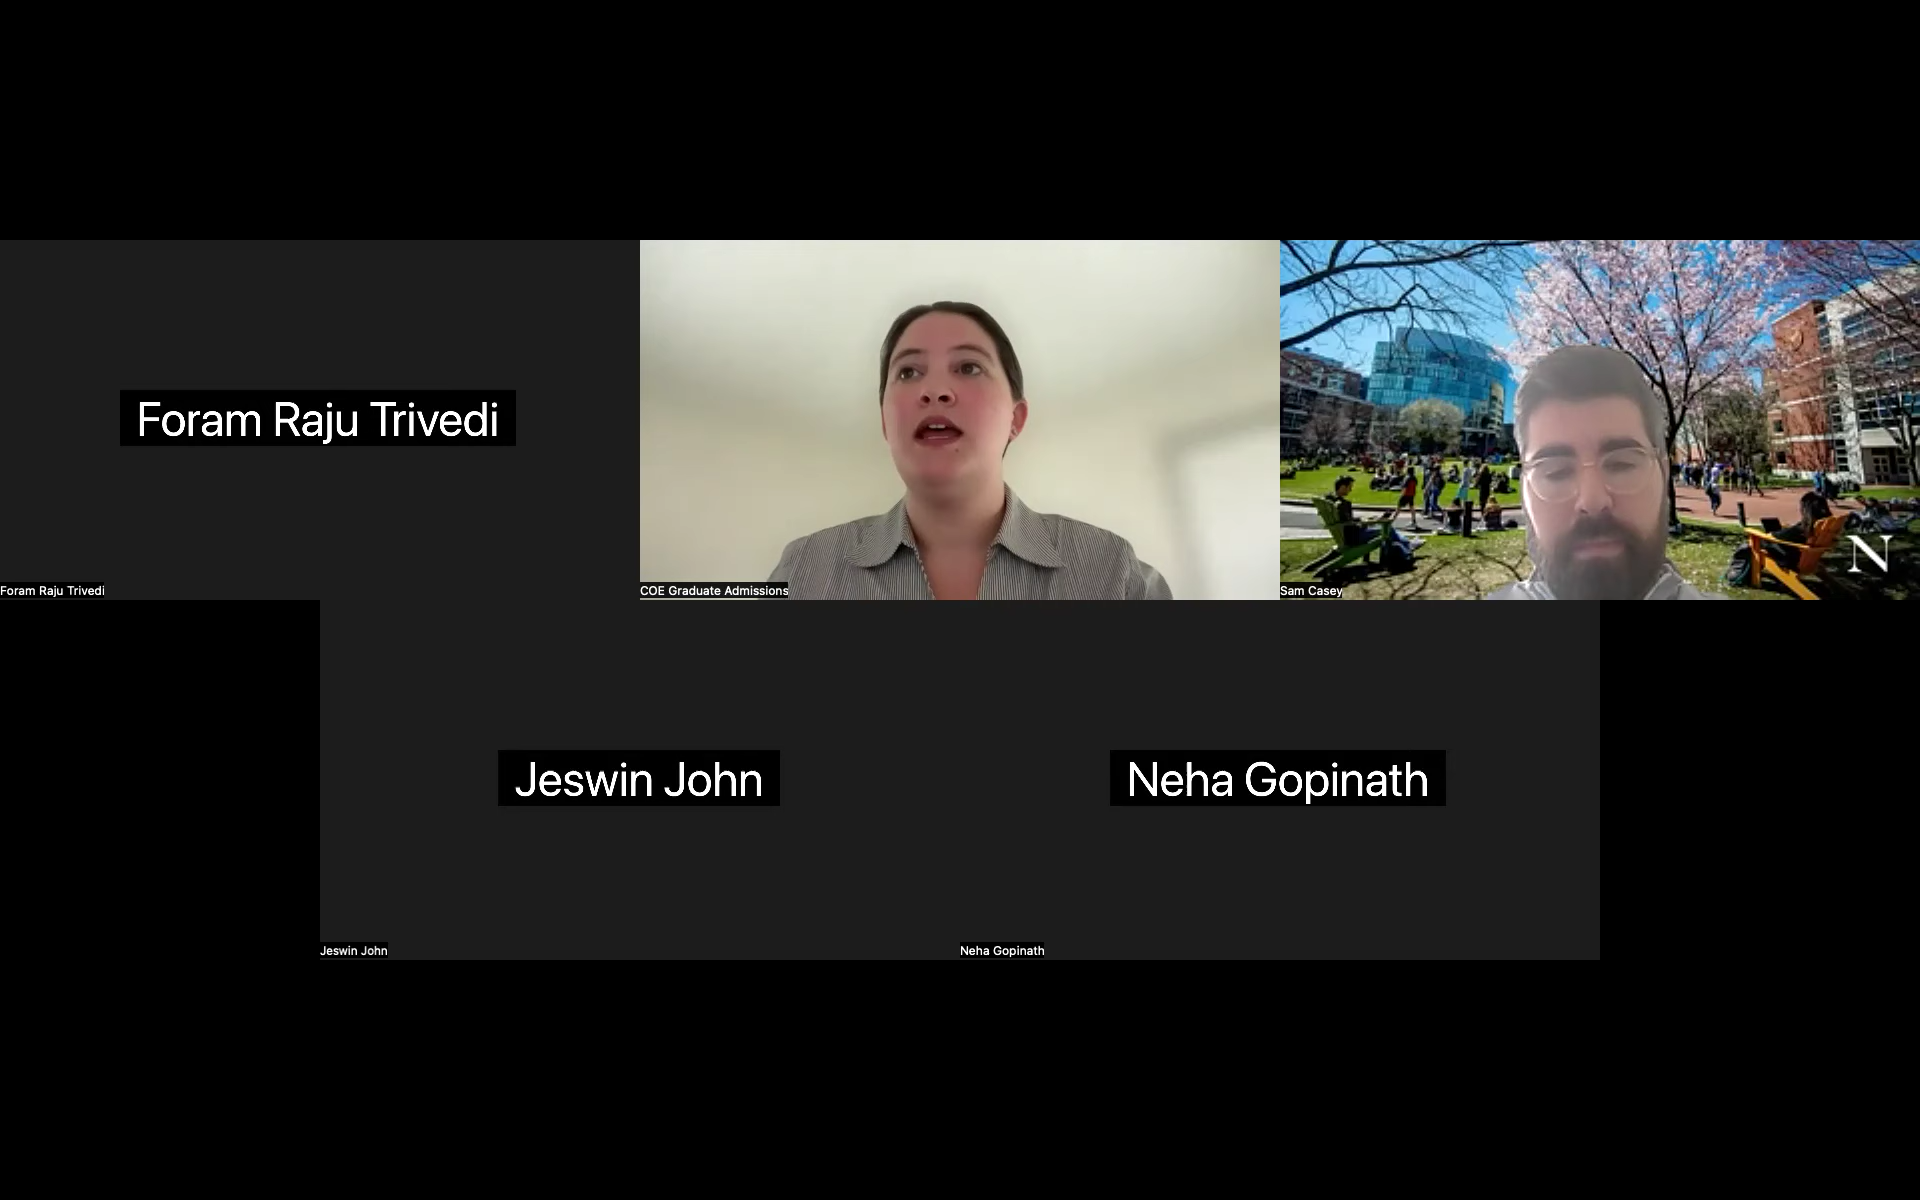 Foram Raju Trivedi
Foram Raju Trivedi
COE Graduate Admissions
N
Sam Casey
Jeswin John
Neha Gopinath
Jeswin John
Neha Gopinath